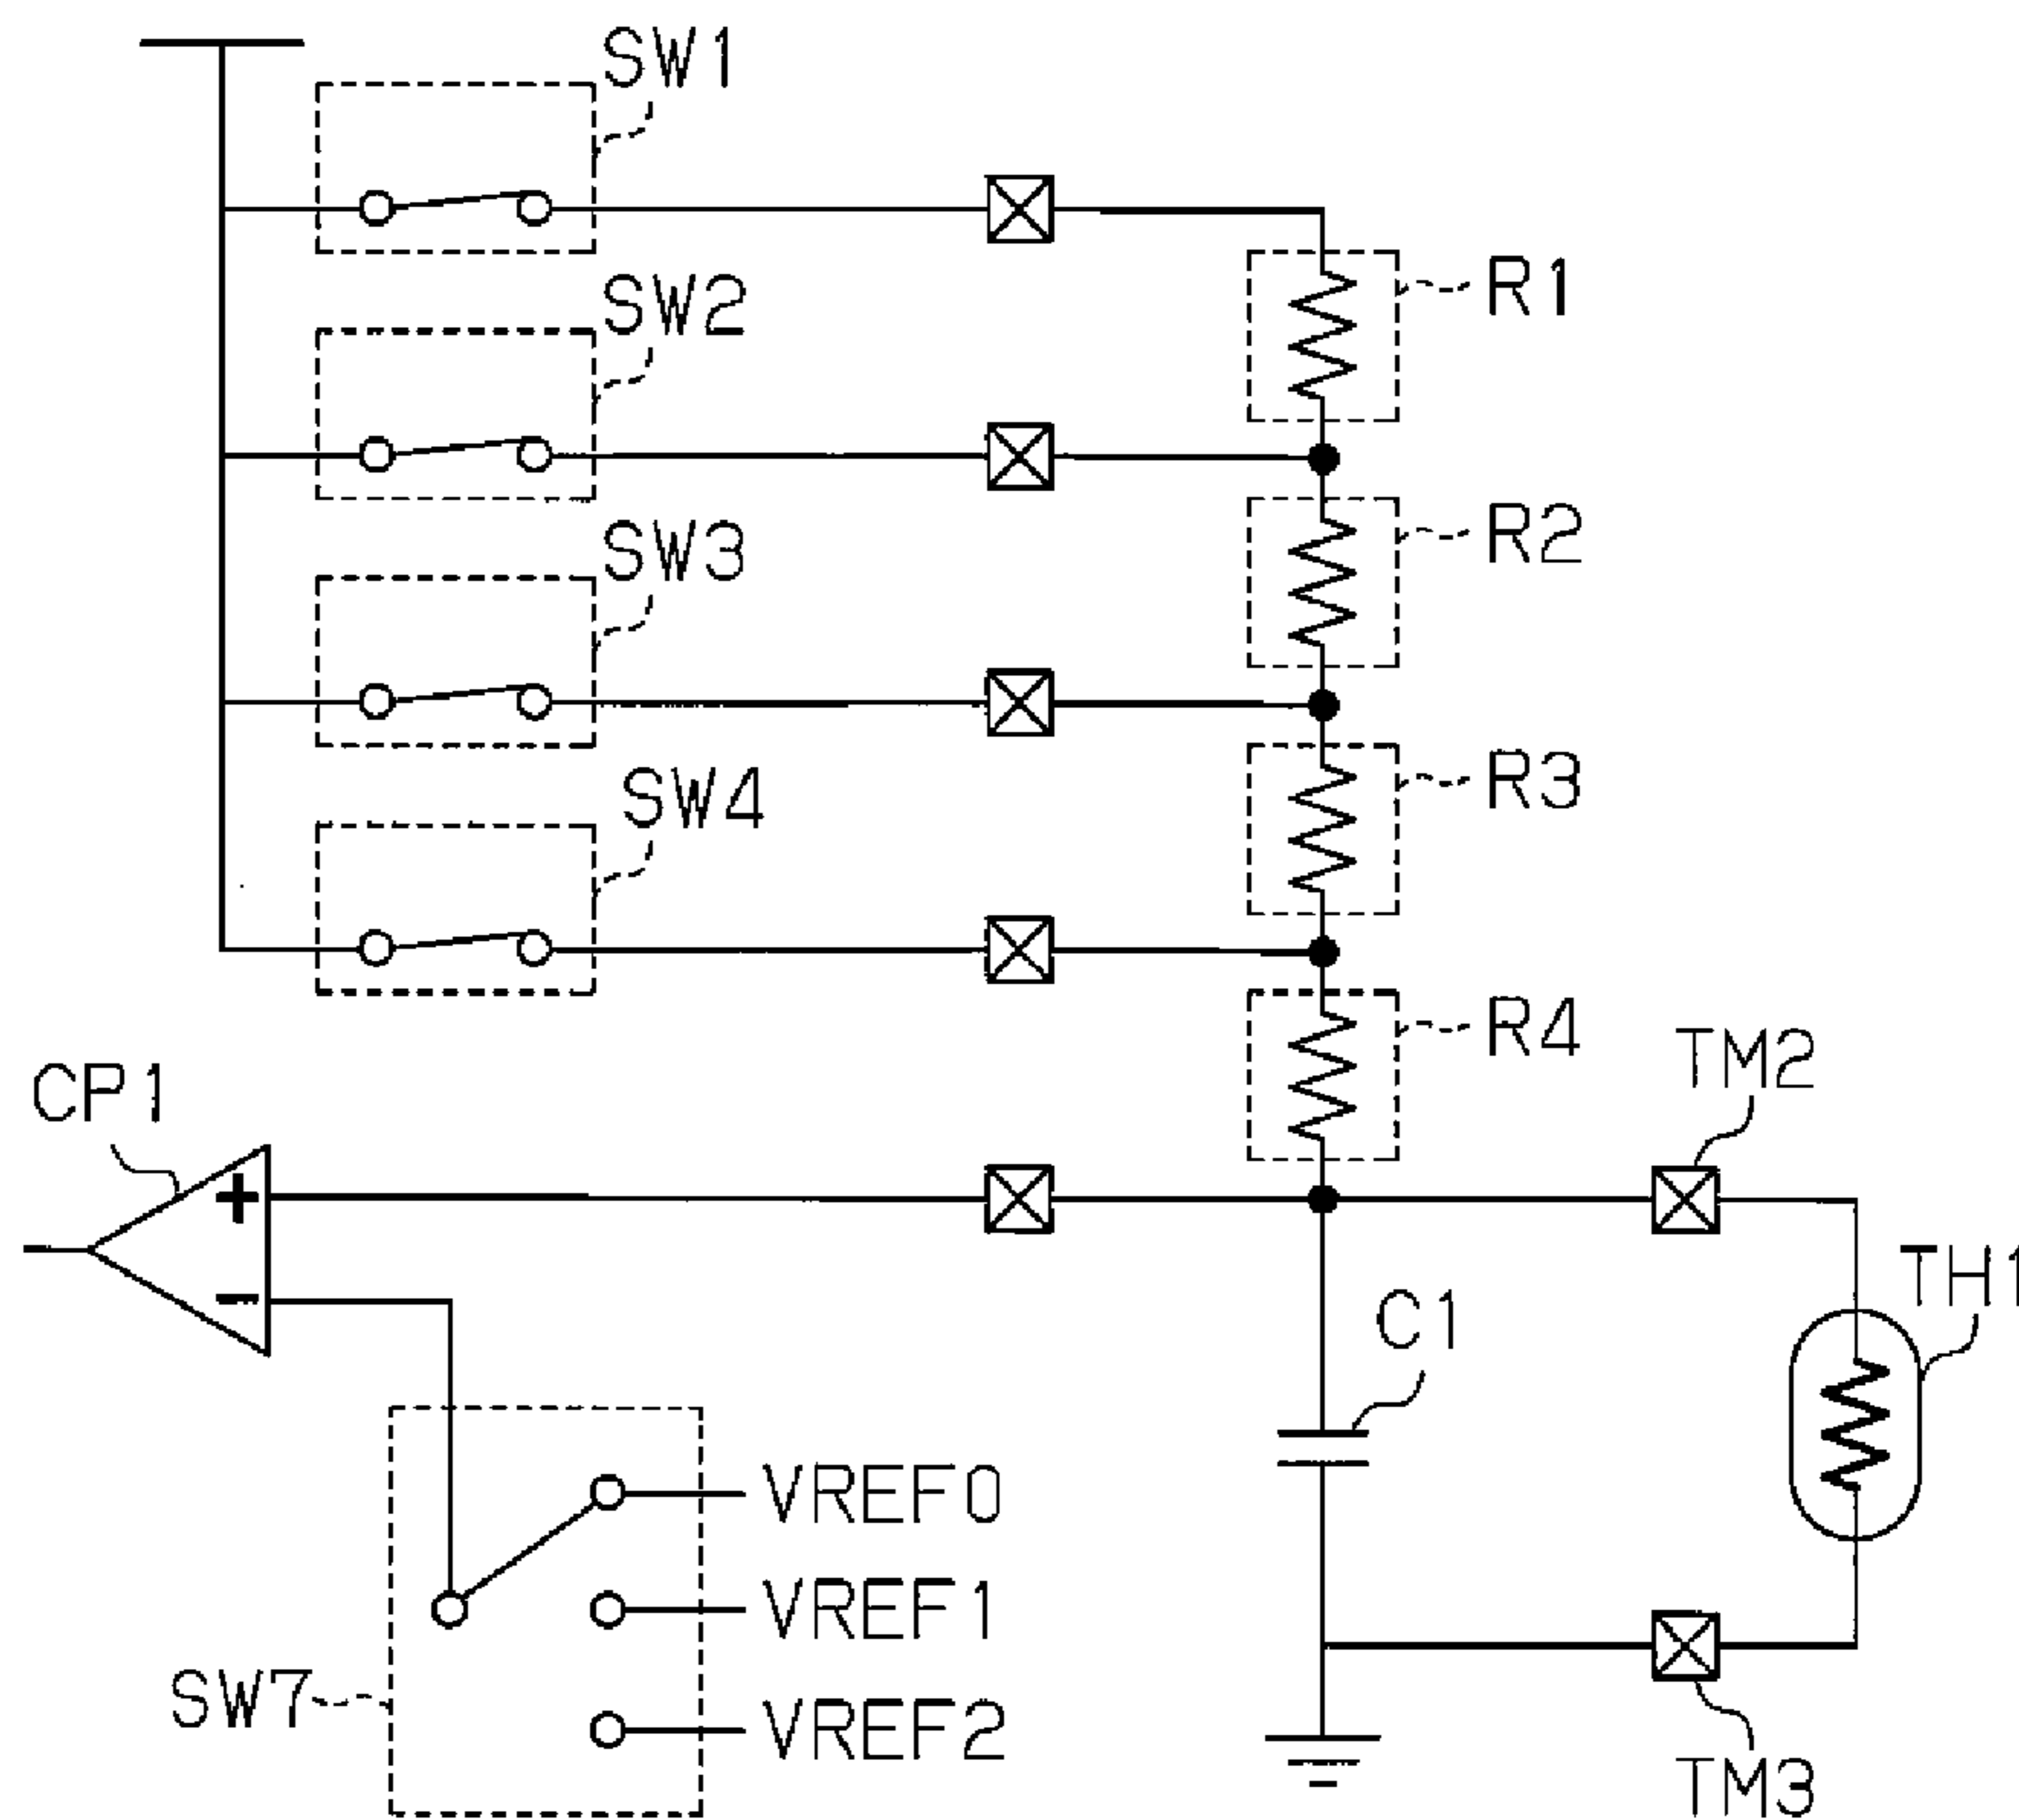 SW1
SW2
SW3
SW4
R1
R2
R3
R4
TM2
CP1
+
−
TH1
C1
VREF0
VREF1
VREF2
SW7
TM3